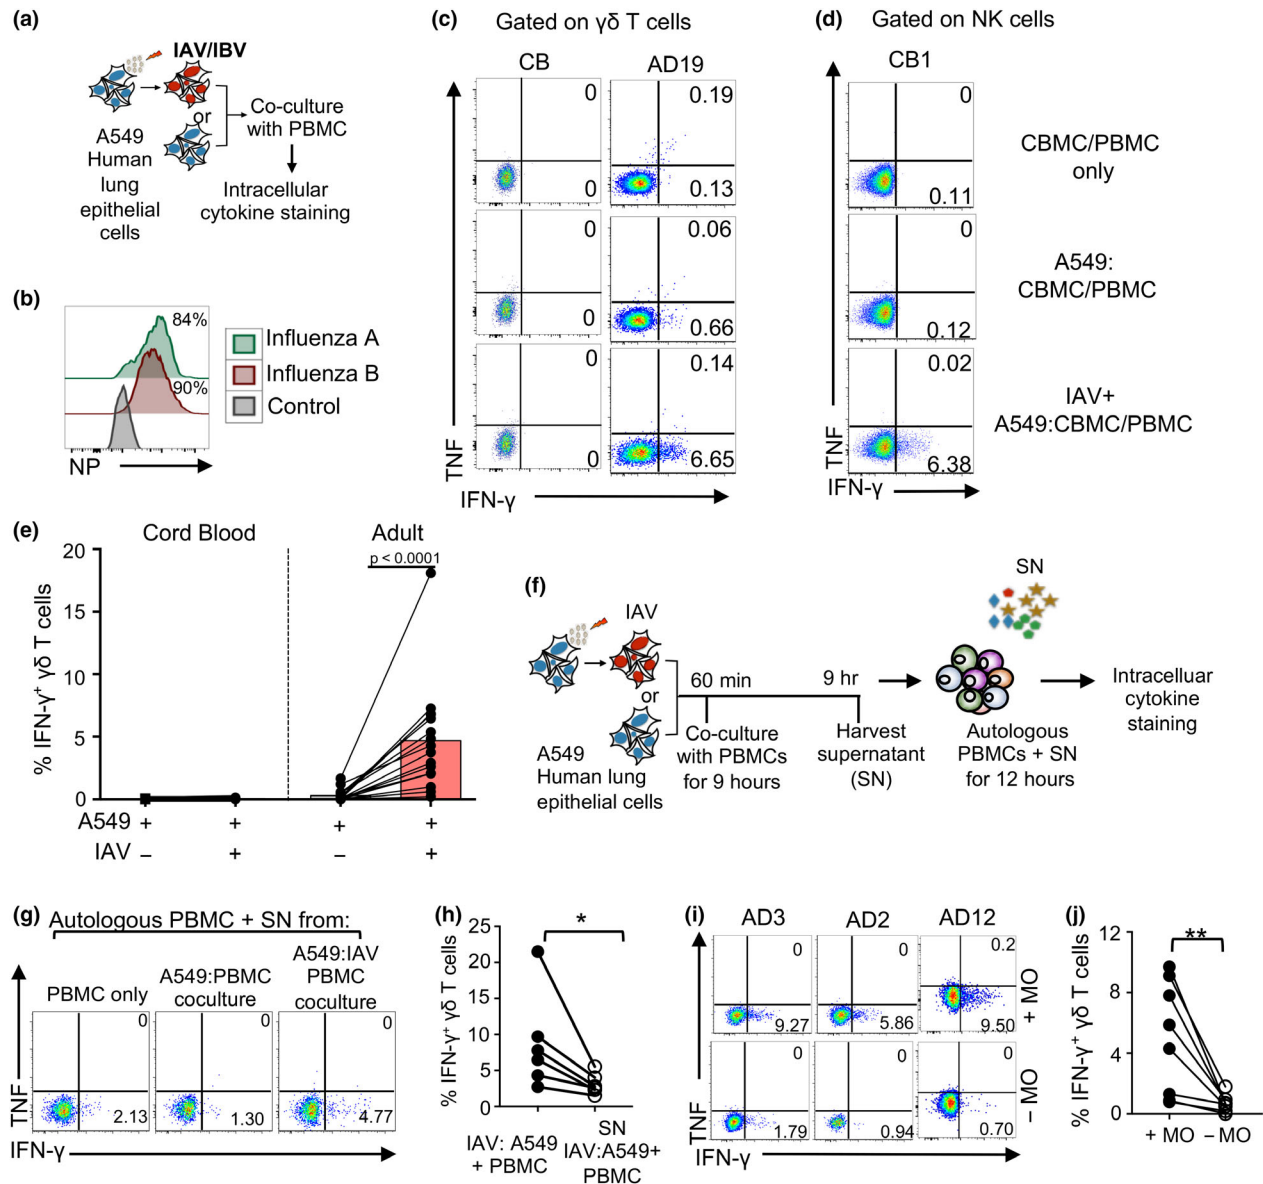 (a)
IAV/IBV
or
Co-culture
with PBMC
A549
Human
lung
epithelial
cells
Intracellular
cytokine staining
(b)
84%
90%
NP
Influenza A
Influenza B
Control
(c) Gated on γδ T cells
CB AD19
0 0.19
0 0.13
0 0.06
0 0.66
0 0.14
0 6.65
TNF
IFN-γ
(d) Gated on NK cells
CB1
0
0.11
CBMC/PBMC
only
0
0.12
A549:
CBMC/PBMC
0.02
6.38
IAV+
A549:CBMC/PBMC
TNF
IFN-γ
(e)
Cord Blood Adult
p < 0.0001
20
15
10
5
0
% IFN-γ+ γδ T cells
A549 + + + +
IAV – + – +
(f)
IAV
or
A549
Human lung
epithelial cells
60 min
9 hr
Co-culture
with PBMCs
for 9 hours
Harvest
supernatant
(SN)
SN
Autologous
PBMCs + SN
for 12 hours
Intracelluar
cytokine
staining
(g)
Autologous PBMC + SN from:
PBMC only
A549:PBMC
coculture
A549:IAV
PBMC
coculture
0 0 0
2.13 1.30 4.77
TNF
IFN-γ
(h)
*
25
20
15
10
5
0
% IFN-γ+ γδ T cells
IAV: A549
+ PBMC
SN
IAV:A549+
PBMC
(i)
AD3 AD2 AD12
0 0 0.2
9.27 5.86 9.50
+ MO
0 0 0
1.79 0.94 0.70
– MO
TNF
IFN-γ
(j)
**
12
8
4
0
% IFN-γ+ γδ T cells
+ MO – MO